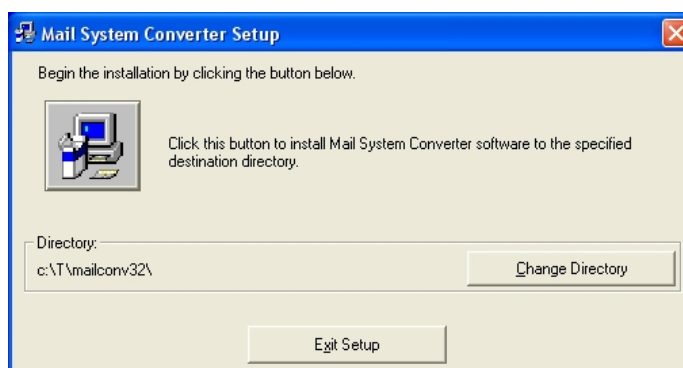 Mail System Converter Setup
Begin the installation by clicking the button below.
Click this button to install Mail System Converter software to the specified
destination directory.
Directory:
c:\T\mailconv32\
Change Directory
Exit Setup